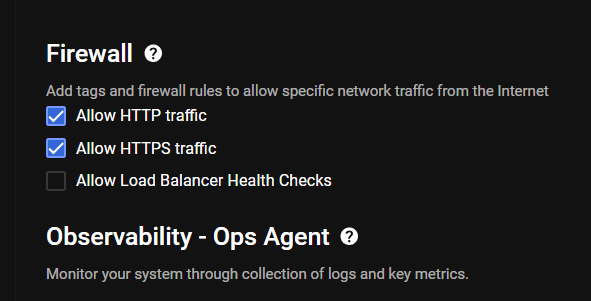 Firewall ?
Add tags and firewall rules to allow specific network traffic from the Internet
Allow HTTP traffic
Allow HTTPS traffic
Allow Load Balancer Health Checks
Observability - Ops Agent ?
Monitor your system through collection of logs and key metrics.